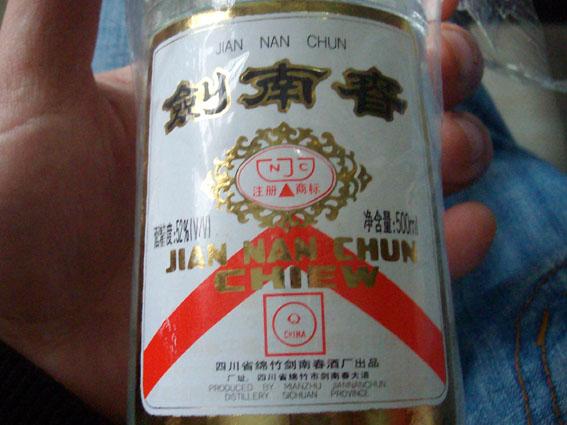 JIAN NAN CHUN
劍南春
NJC
注册▲商标
酒精度:52%(V/V)
净含量:500ml
JIAN NAN CHUN
CHIEW
Q
CHINA
四川省绵竹剑南春酒厂出品
厂址:四川省绵竹市剑南春大道
PRODUCED BY MIANZHU JIANNANCHUN
DISTILLERY SICHUAN PROVINCE